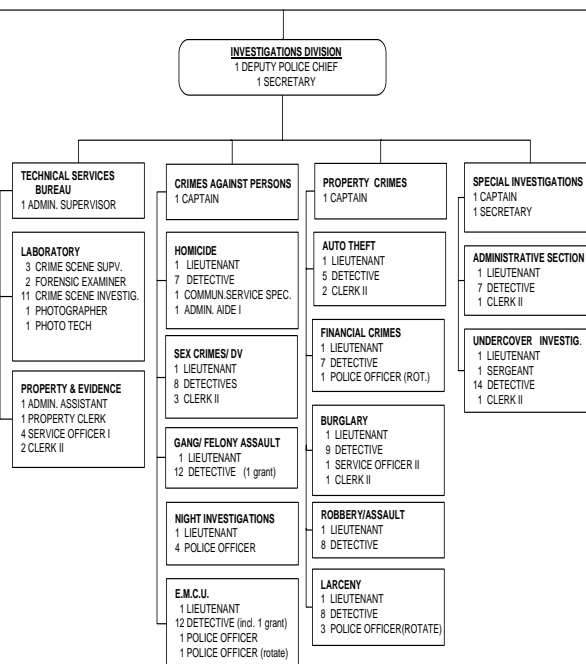 INVESTIGATIONS DIVISION
1 DEPUTY POLICE CHIEF
1 SECRETARY
TECHNICAL SERVICES
BUREAU
1 ADMIN. SUPERVISOR
LABORATORY
3 CRIME SCENE SUPV.
2 FORENSIC EXAMINER
11 CRIME SCENE INVESTIG.
1 PHOTOGRAPHER
1 PHOTO TECH
PROPERTY & EVIDENCE
1 ADMIN. ASSISTANT
1 PROPERTY CLERK
4 SERVICE OFFICER I
2 CLERK II
CRIMES AGAINST PERSONS
1 CAPTAIN
HOMICIDE
1 LIEUTENANT
7 DETECTIVE
1 COMMUN.SERVICE SPEC.
1 ADMIN. AIDE I
SEX CRIMES/ DV
1 LIEUTENANT
8 DETECTIVES
3 CLERK II
GANG/ FELONY ASSAULT
1 LIEUTENANT
12 DETECTIVE (1 grant)
NIGHT INVESTIGATIONS
1 LIEUTENANT
4 POLICE OFFICER
E.M.C.U.
1 LIEUTENANT
12 DETECTIVE (incl. 1 grant)
1 POLICE OFFICER
1 POLICE OFFICER (rotate)
PROPERTY CRIMES
1 CAPTAIN
AUTO THEFT
1 LIEUTENANT
5 DETECTIVE
2 CLERK II
FINANCIAL CRIMES
1 LIEUTENANT
7 DETECTIVE
1 POLICE OFFICER (ROT.)
BURGLARY
1 LIEUTENANT
9 DETECTIVE
1 SERVICE OFFICER II
1 CLERK II
ROBBERY/ASSAULT
1 LIEUTENANT
8 DETECTIVE
LARCENY
1 LIEUTENANT
8 DETECTIVE
3 POLICE OFFICER(ROTATE)
SPECIAL INVESTIGATIONS
1 CAPTAIN
1 SECRETARY
ADMINISTRATIVE SECTION
1 LIEUTENANT
7 DETECTIVE
1 CLERK II
UNDERCOVER INVESTIG.
1 LIEUTENANT
1 SERGEANT
14 DETECTIVE
1 CLERK II